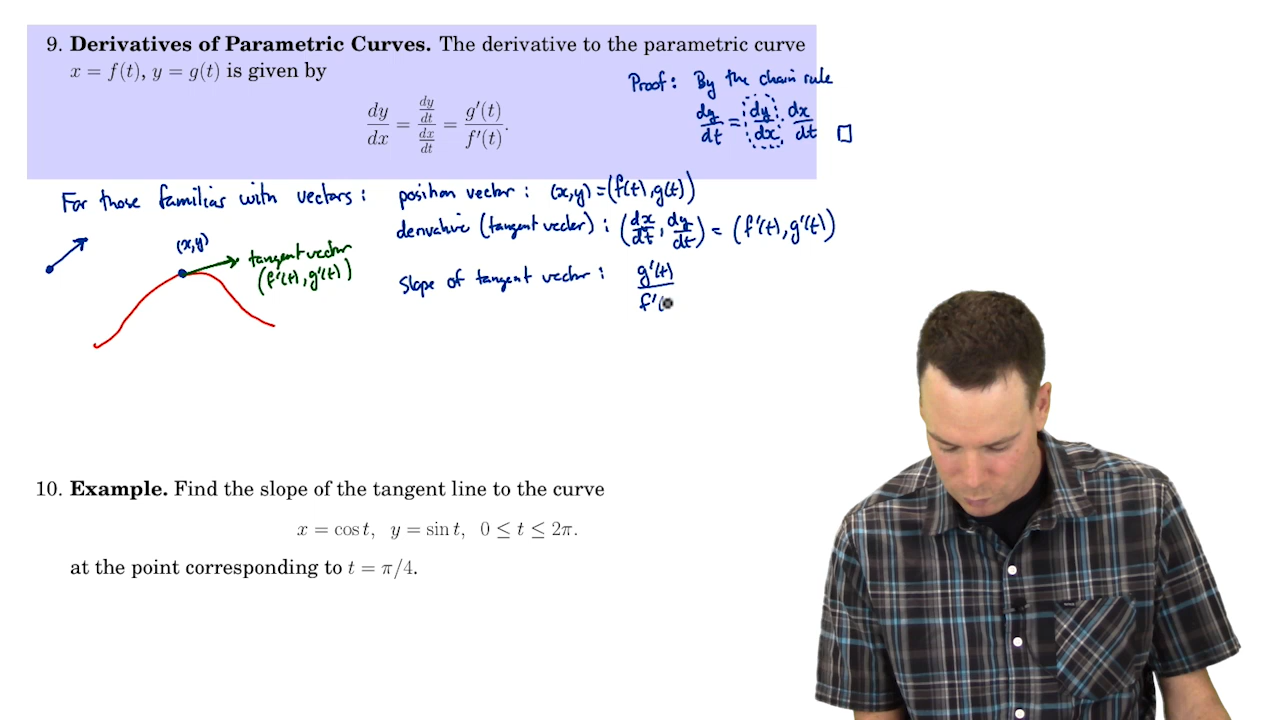 9. Derivatives of Parametric Curves. The derivative to the parametric curve
x = f(t), y = g(t) is given by
dy/dx = (dy/dt)/(dx/dt) = g′(t)/f′(t).
Proof: By the chain rule
dy/dt = dy/dx · dx/dt □
For those familiar with vectors:
position vector: (x,y) = (f(t), g(t))
derivative (tangent vector): (dx/dt, dy/dt) = (f'(t), g'(t))
(x,y)
tangent vector
(f'(t), g'(t))
Slope of tangent vector: g'(t)/f'(
10. Example. Find the slope of the tangent line to the curve
x = cos t, y = sin t, 0 ≤ t ≤ 2π.
at the point corresponding to t = π/4.